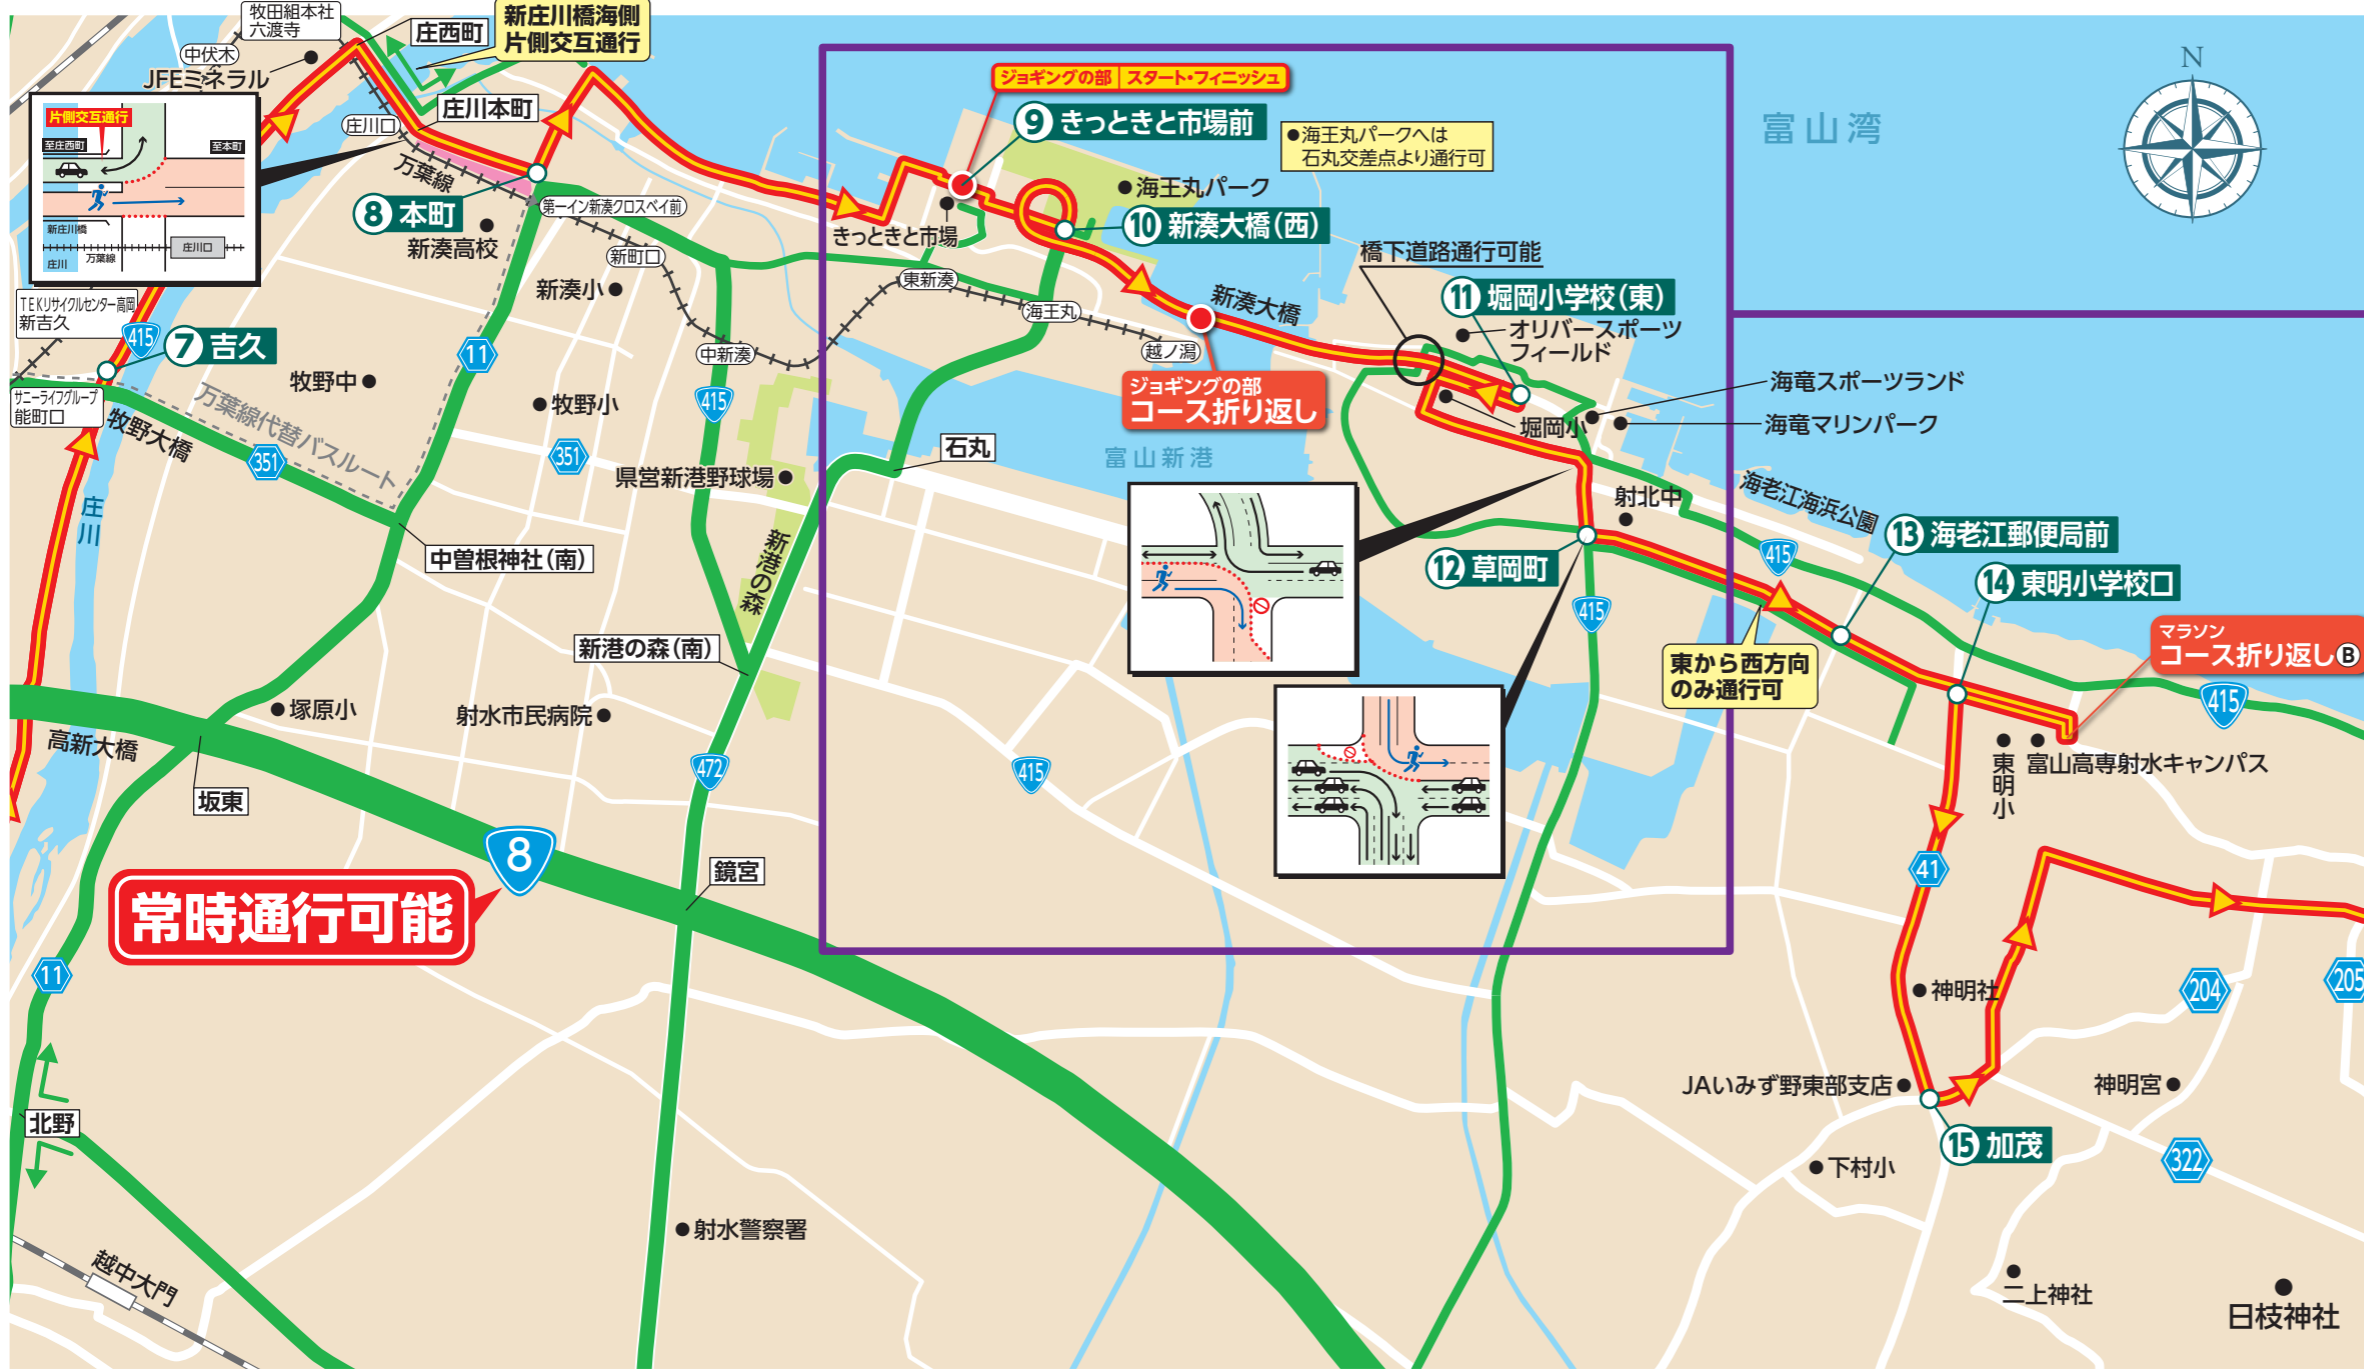 牧田組本社
六渡寺
中伏木
JFEミネラル
庄西町
新庄川橋海側
片側交互通行
庄川本町
庄川口
万葉線
片側交互通行
至庄西町
至本町
新庄川橋
庄川
万葉線
庄川口
⑧ 本町
新湊高校
第一イン新湊クロスベイ前
新町口
新湊小
TEKリサイクルセンター高岡
新吉久
415
⑦ 吉久
サニーライフグループ
能町口
牧野大橋
351
万葉線代替バスルート
牧野中
11
牧野小
351
中新湊
415
東新湊
海王丸
越ノ潟
県営新港野球場
庄川
中曽根神社(南)
新港の森
新港の森(南)
石丸
塚原小
射水市民病院
高新大橋
坂東
472
8
常時通行可能
鏡宮
11
北野
越中大門
射水警察署
ジョギングの部 スタート・フィニッシュ
⑨ きっときと市場前
きっときと市場
●海王丸パークへは
石丸交差点より通行可
海王丸パーク
⑩ 新湊大橋(西)
新湊大橋
ジョギングの部
コース折り返し
富山新港
橋下道路通行可能
⑪ 堀岡小学校(東)
オリバースポーツ
フィールド
堀岡小
海竜スポーツランド
海竜マリンパーク
富山湾
N
射北中
海老江海浜公園
⑫ 草岡町
415
415
415
⑬ 海老江郵便局前
⑭ 東明小学校口
東から西方向
のみ通行可
マラソン
コース折り返しⒷ
415
東明小
富山高専射水キャンパス
41
神明社
204
205
JAいみず野東部支店
神明宮
⑮ 加茂
322
下村小
二上神社
日枝神社